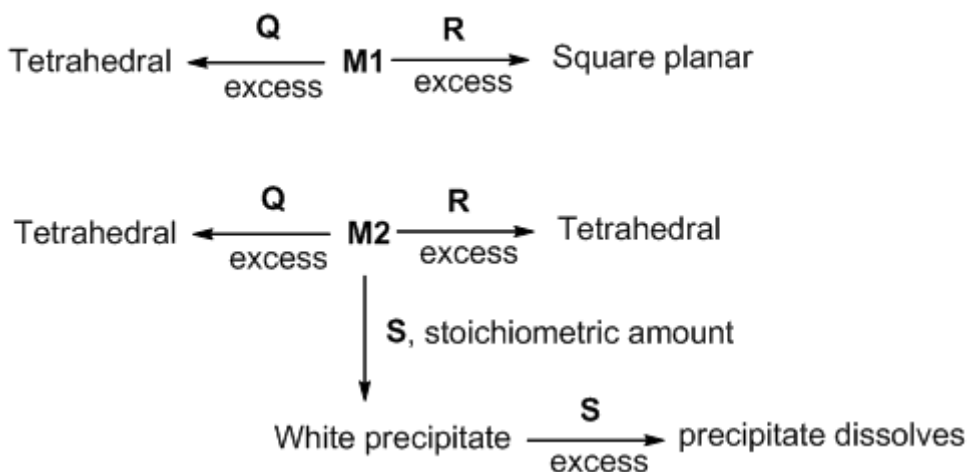 Q R
Tetrahedral M1 Square planar
excess excess
Q R
Tetrahedral M2 Tetrahedral
excess excess
S, stoichiometric amount
S
White precipitate precipitate dissolves
excess